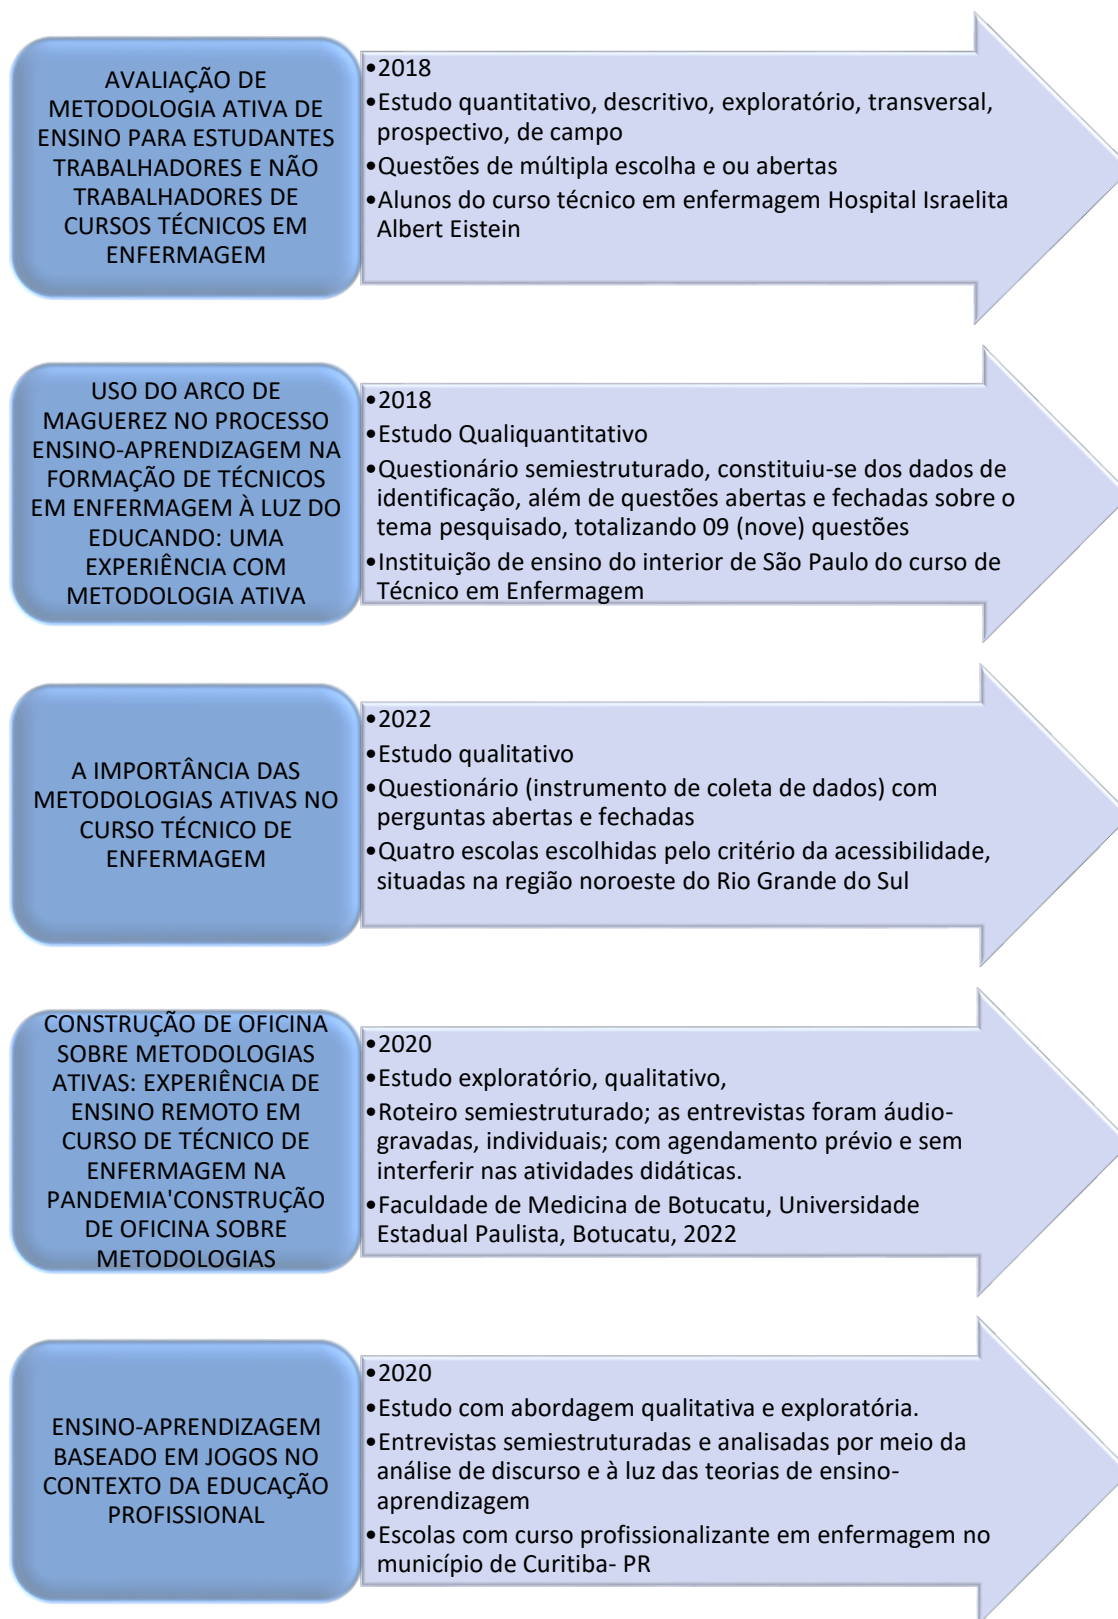 AVALIAÇÃO DE
METODOLOGIA ATIVA DE
ENSINO PARA ESTUDANTES
TRABALHADORES E NÃO
TRABALHADORES DE
CURSOS TÉCNICOS EM
ENFERMAGEM
•2018
•Estudo quantitativo, descritivo, exploratório, transversal,
prospectivo, de campo
•Questões de múltipla escolha e ou abertas
•Alunos do curso técnico em enfermagem Hospital Israelita
Albert Eistein
USO DO ARCO DE
MAGUEREZ NO PROCESSO
ENSINO-APRENDIZAGEM NA
FORMAÇÃO DE TÉCNICOS
EM ENFERMAGEM À LUZ DO
EDUCANDO: UMA
EXPERIÊNCIA COM
METODOLOGIA ATIVA
•2018
•Estudo Qualiquantitativo
•Questionário semiestruturado, constituiu-se dos dados de
identificação, além de questões abertas e fechadas sobre o
tema pesquisado, totalizando 09 (nove) questões
•Instituição de ensino do interior de São Paulo do curso de
Técnico em Enfermagem
A IMPORTÂNCIA DAS
METODOLOGIAS ATIVAS NO
CURSO TÉCNICO DE
ENFERMAGEM
•2022
•Estudo qualitativo
•Questionário (instrumento de coleta de dados) com
perguntas abertas e fechadas
•Quatro escolas escolhidas pelo critério da acessibilidade,
situadas na região noroeste do Rio Grande do Sul
CONSTRUÇÃO DE OFICINA
SOBRE METODOLOGIAS
ATIVAS: EXPERIÊNCIA DE
ENSINO REMOTO EM
CURSO DE TÉCNICO DE
ENFERMAGEM NA
PANDEMIA'CONSTRUÇÃO
DE OFICINA SOBRE
METODOLOGIAS
•2020
•Estudo exploratório, qualitativo,
•Roteiro semiestruturado; as entrevistas foram áudio-
gravadas, individuais; com agendamento prévio e sem
interferir nas atividades didáticas.
•Faculdade de Medicina de Botucatu, Universidade
Estadual Paulista, Botucatu, 2022
ENSINO-APRENDIZAGEM
BASEADO EM JOGOS NO
CONTEXTO DA EDUCAÇÃO
PROFISSIONAL
•2020
•Estudo com abordagem qualitativa e exploratória.
•Entrevistas semiestruturadas e analisadas por meio da
análise de discurso e à luz das teorias de ensino-
aprendizagem
•Escolas com curso profissionalizante em enfermagem no
município de Curitiba- PR